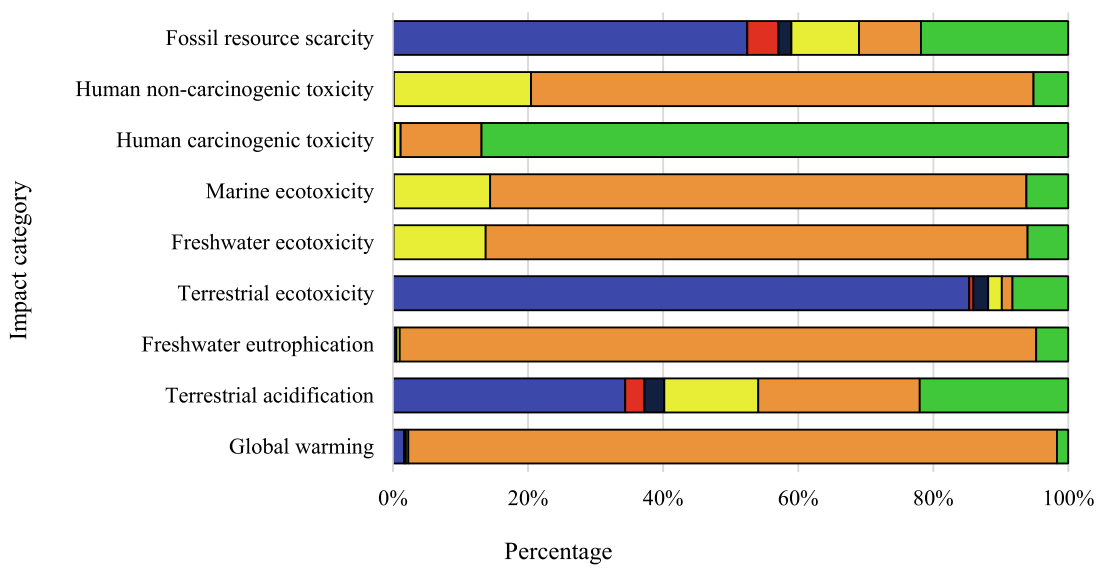 Fossil resource scarcity
Human non-carcinogenic toxicity
Human carcinogenic toxicity
Marine ecotoxicity
Freshwater ecotoxicity
Terrestrial ecotoxicity
Freshwater eutrophication
Terrestrial acidification
Global warming
Impact category
0% 20% 40% 60% 80% 100%
Percentage